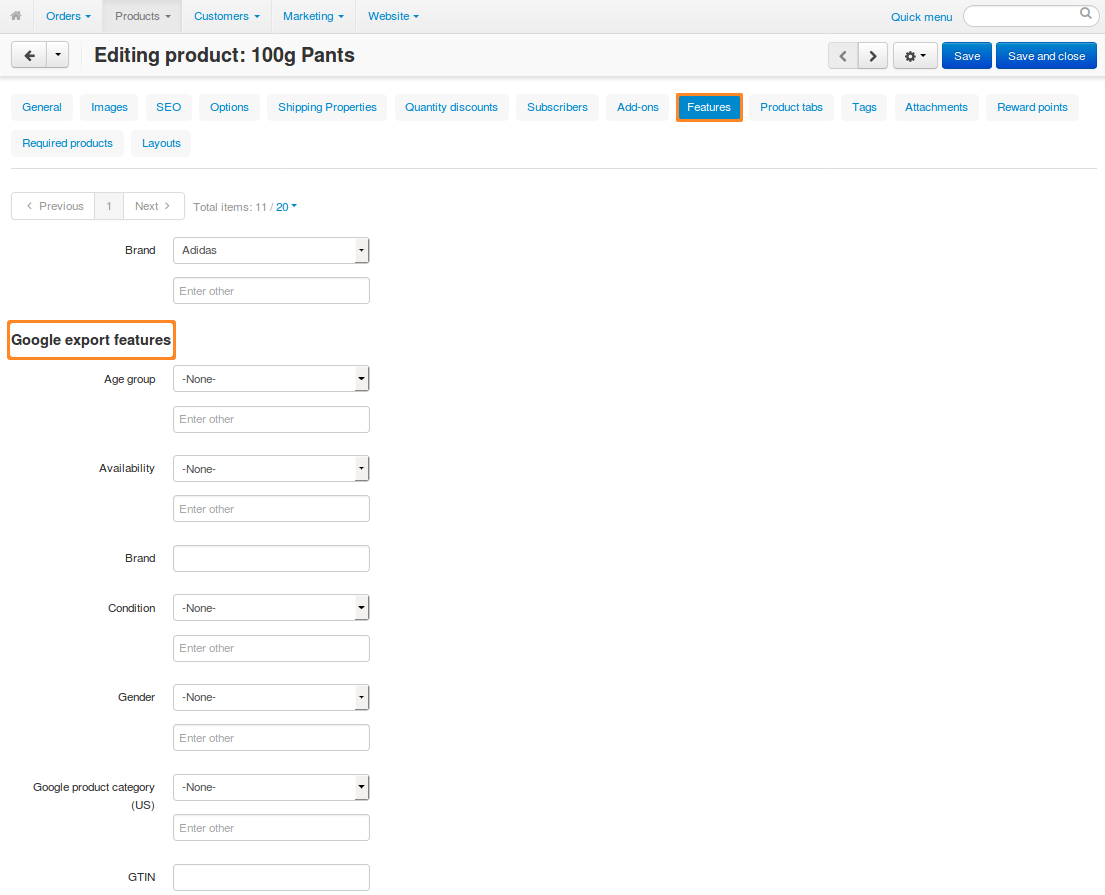 Orders Products Customers Marketing Website Quick menu
Editing product: 100g Pants Save Save and close
General Images SEO Options Shipping Properties Quantity discounts Subscribers Add-ons Features Product tabs Tags Attachments Reward points
Required products Layouts
Previous 1 Next Total items: 11 / 20
Brand Adidas
Enter other
Google export features
Age group -None-
Enter other
Availability -None-
Enter other
Brand
Condition -None-
Enter other
Gender -None-
Enter other
Google product category -None-
(US)
Enter other
GTIN